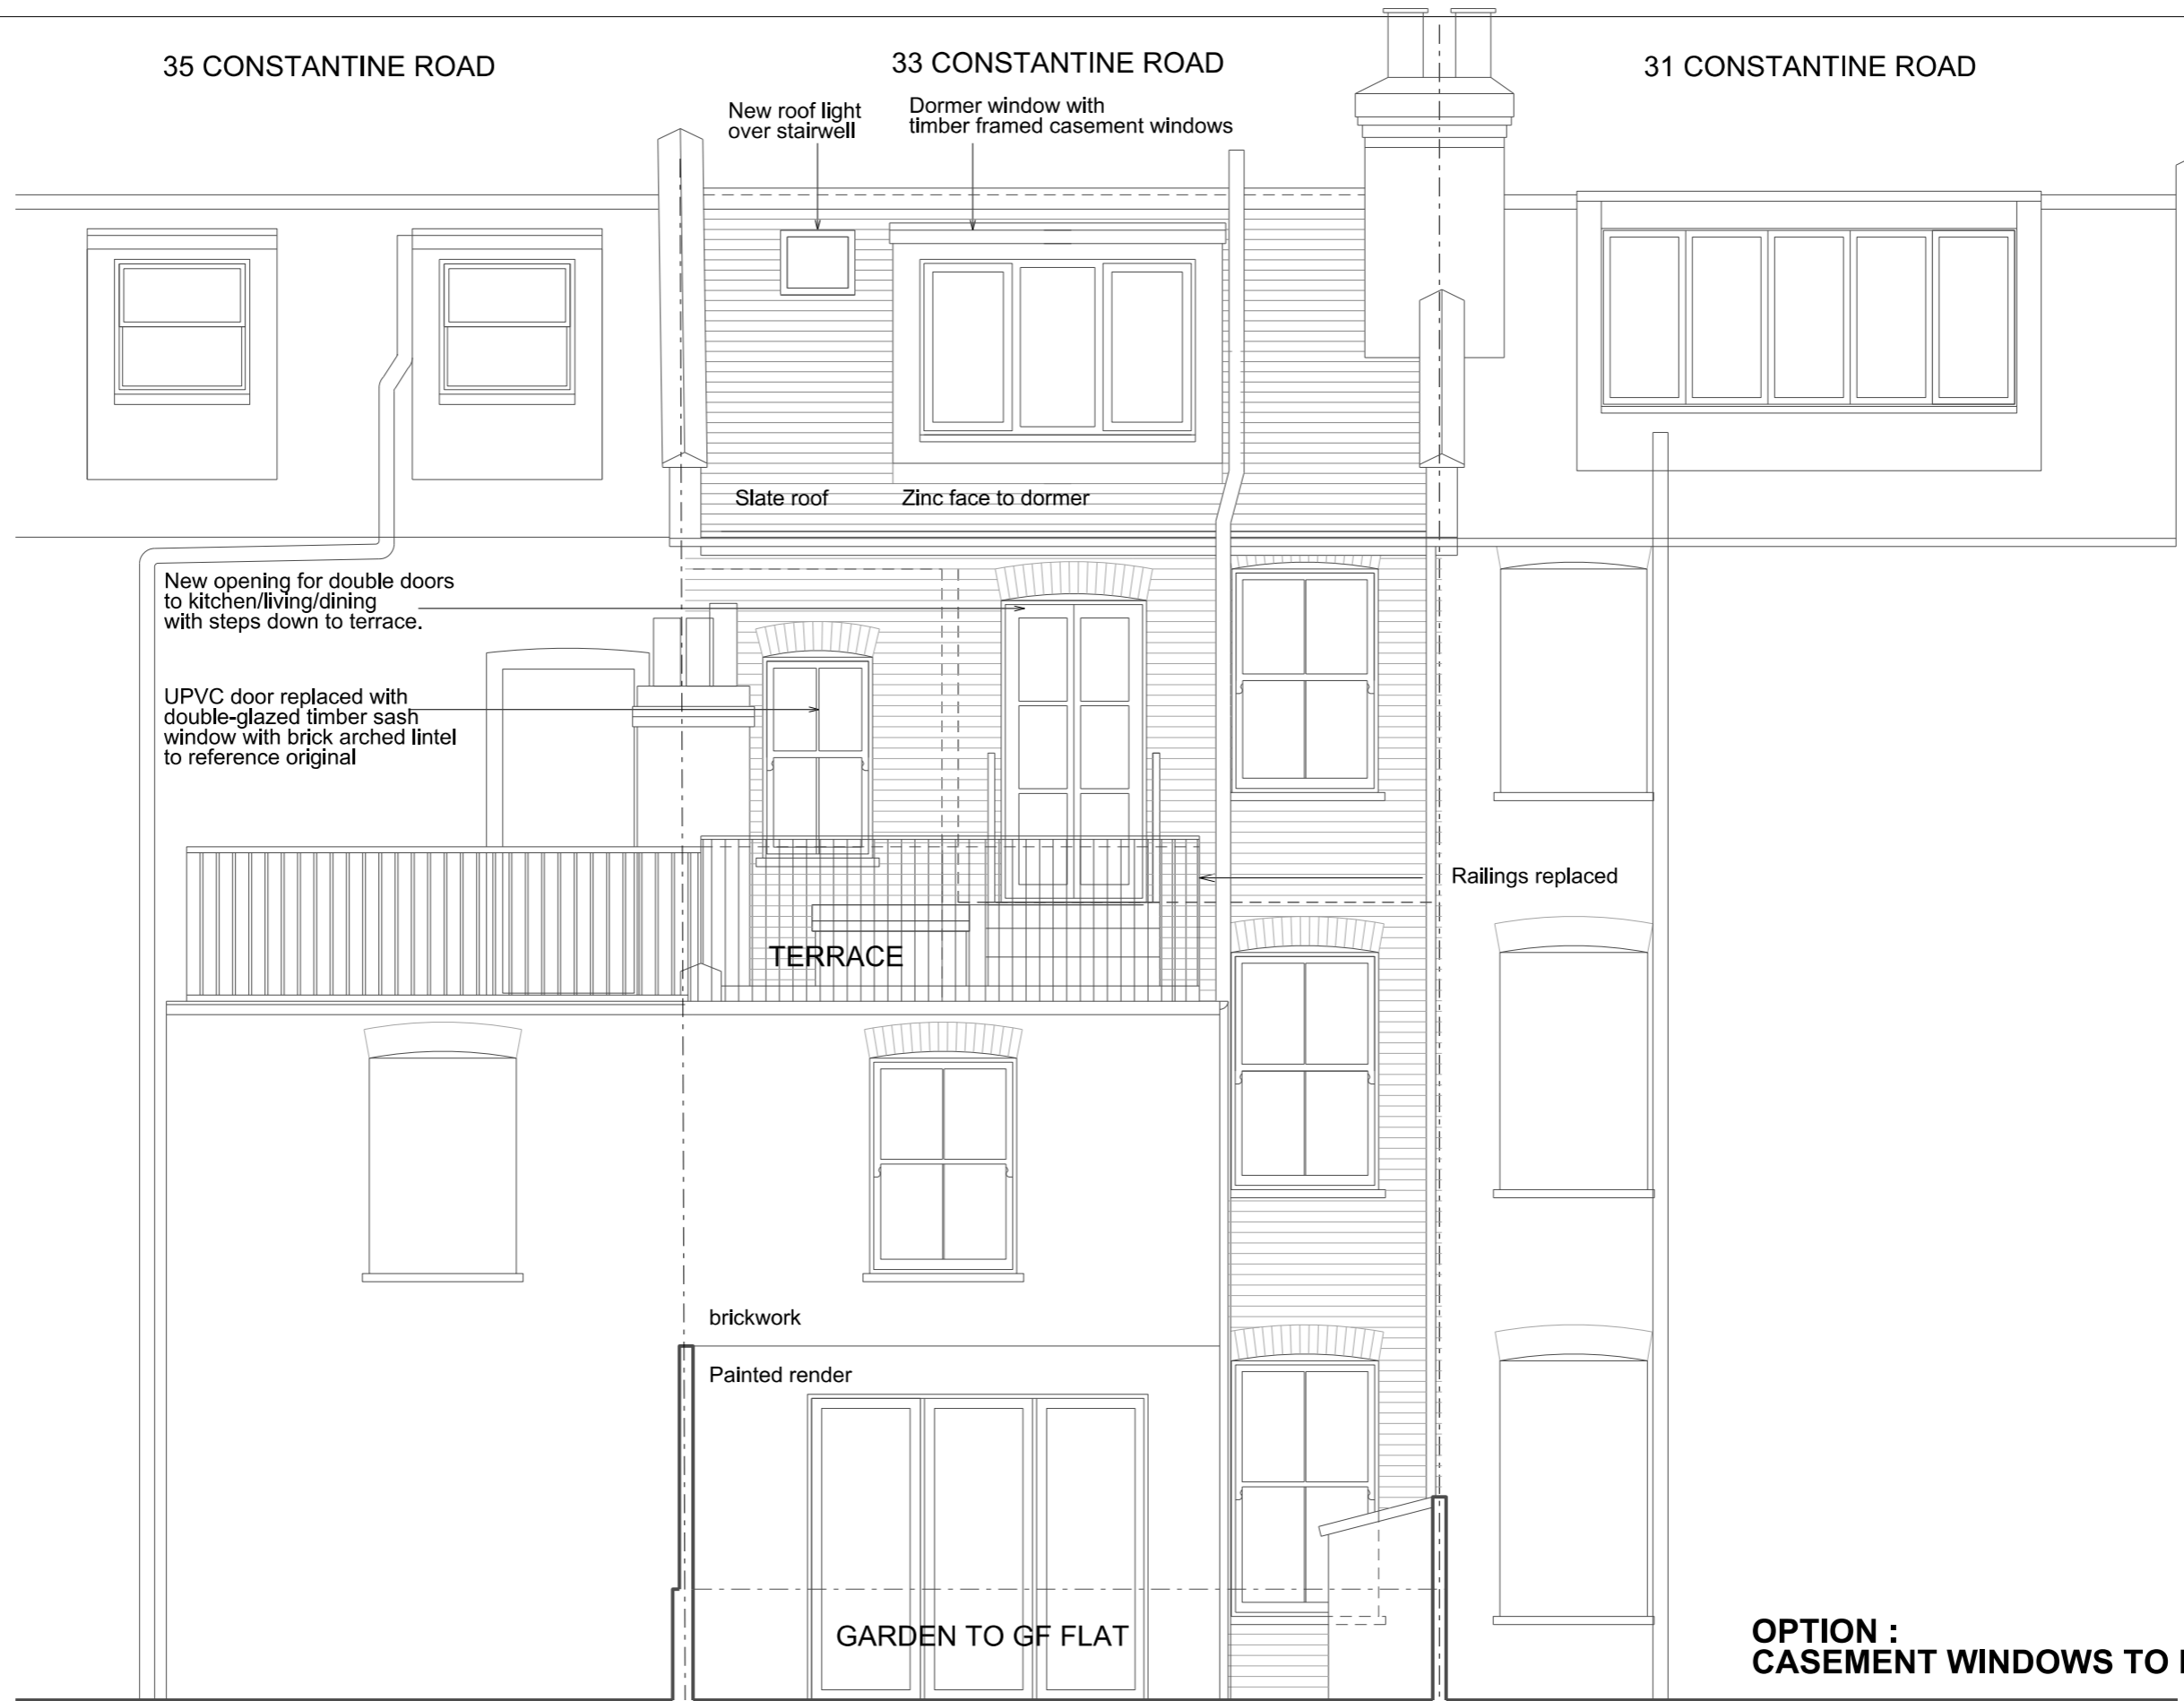 35 CONSTANTINE ROAD
33 CONSTANTINE ROAD
31 CONSTANTINE ROAD
New roof light
over stairwell
Dormer window with
timber framed casement windows
Slate roof
Zinc face to dormer
New opening for double doors
to kitchen/living/dining
with steps down to terrace.
UPVC door replaced with
double-glazed timber sash
window with brick arched lintel
to reference original
Railings replaced
TERRACE
brickwork
Painted render
GARDEN TO GF FLAT
OPTION :
CASEMENT WINDOWS TO